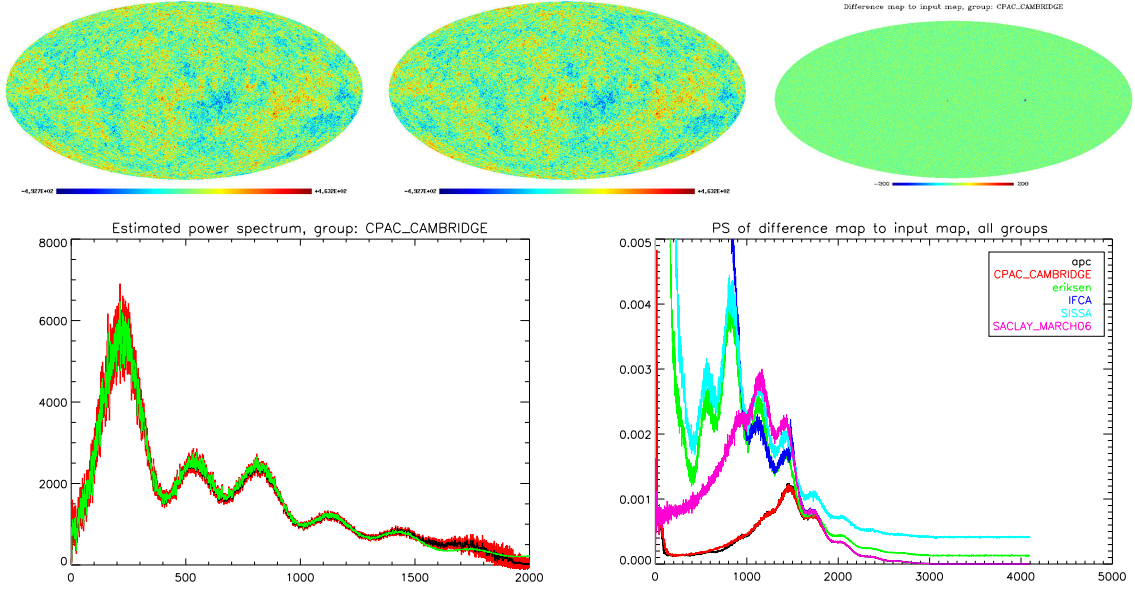 Difference map to input map, group: CPAC_CAMBRIDGE
-4.927E+02 +4.632E+02
-4.927E+02 +4.632E+02
-200 200
Estimated power spectrum, group: CPAC_CAMBRIDGE
8000
6000
4000
2000
0
0 500 1000 1500 2000
PS of difference map to input map, all groups
0.005
0.004
0.003
0.002
0.001
0.000
0 1000 2000 3000 4000 5000
apc
CPAC_CAMBRIDGE
eriksen
IFCA
SISSA
SACLAY_MARCH06